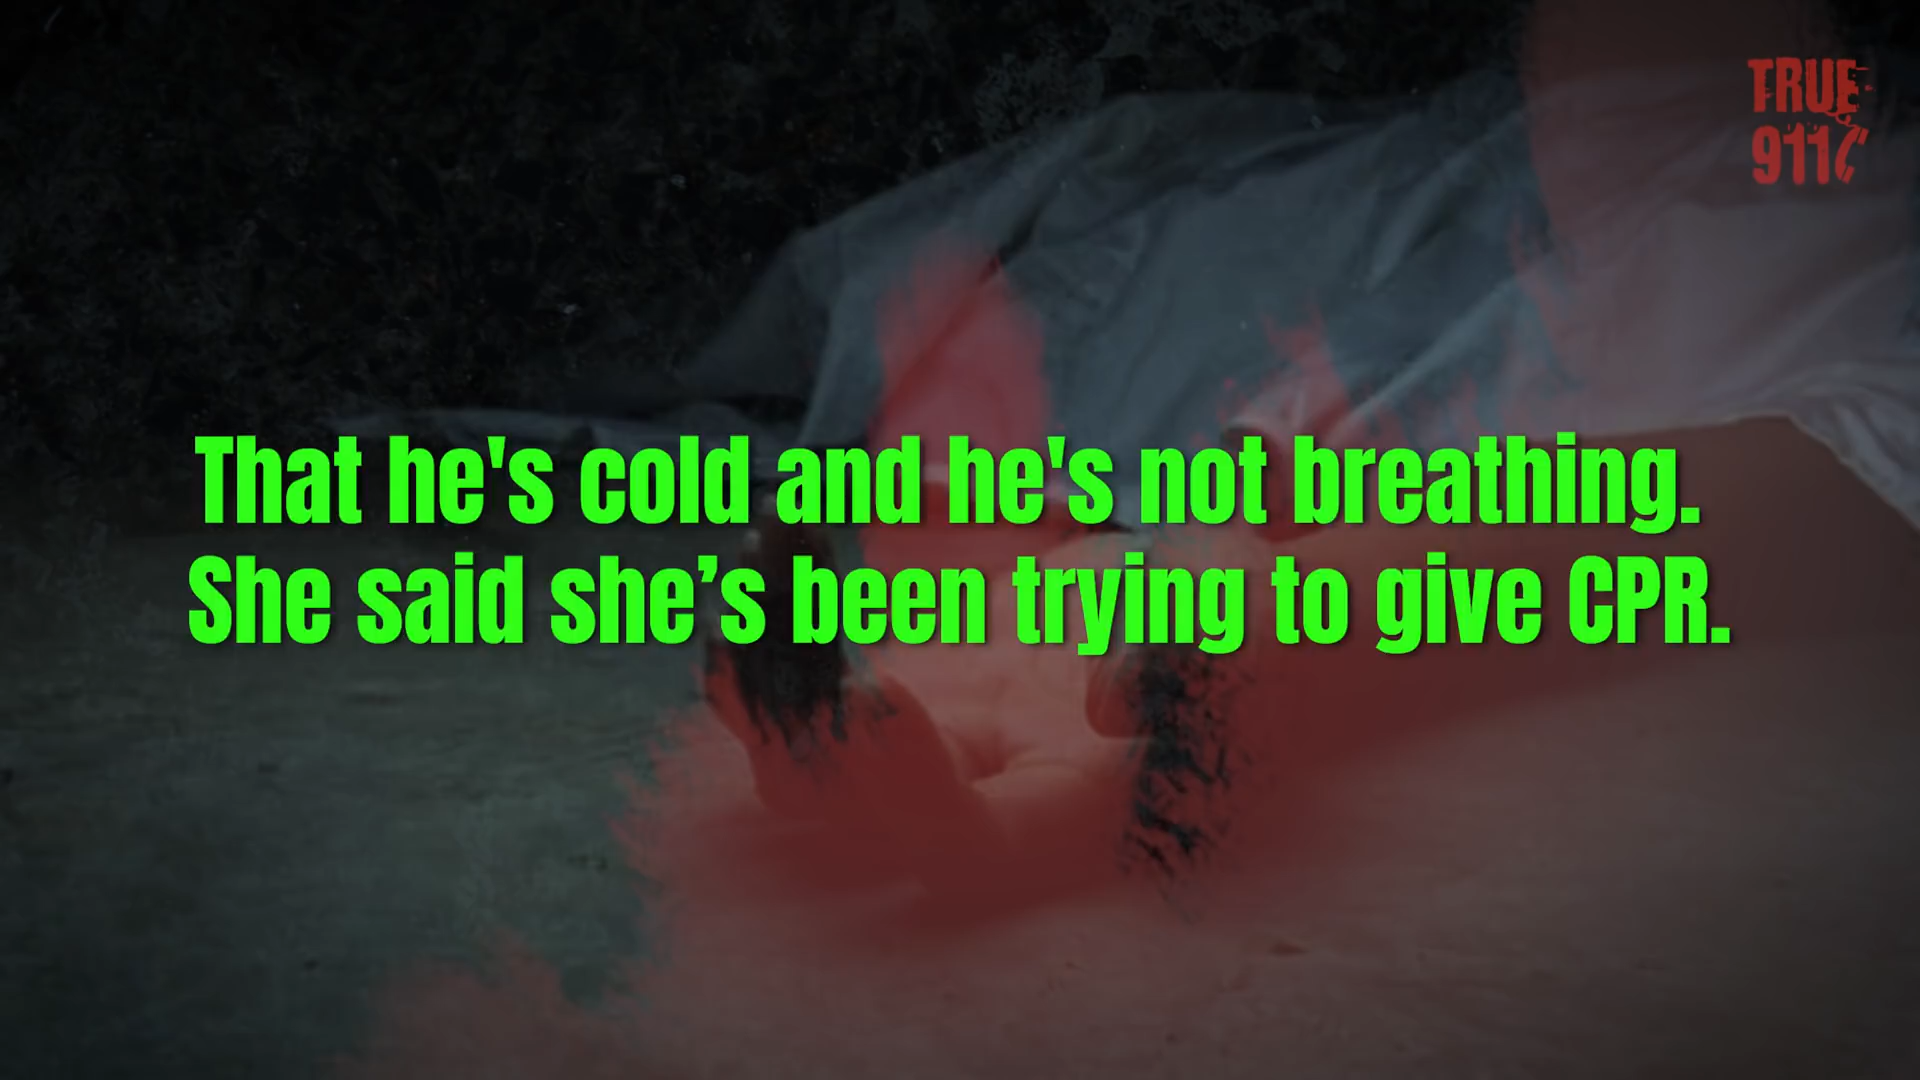 TRUE
911
That he's cold and he's not breathing.
She said she’s been trying to give CPR.